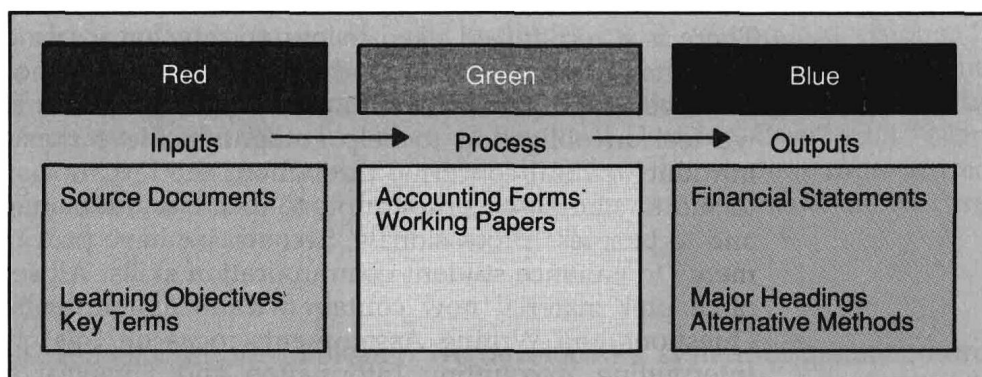 Red Green Blue
Inputs Process Outputs
Source Documents
Learning Objectives
Key Terms
Accounting Forms
Working Papers
Financial Statements
Major Headings
Alternative Methods